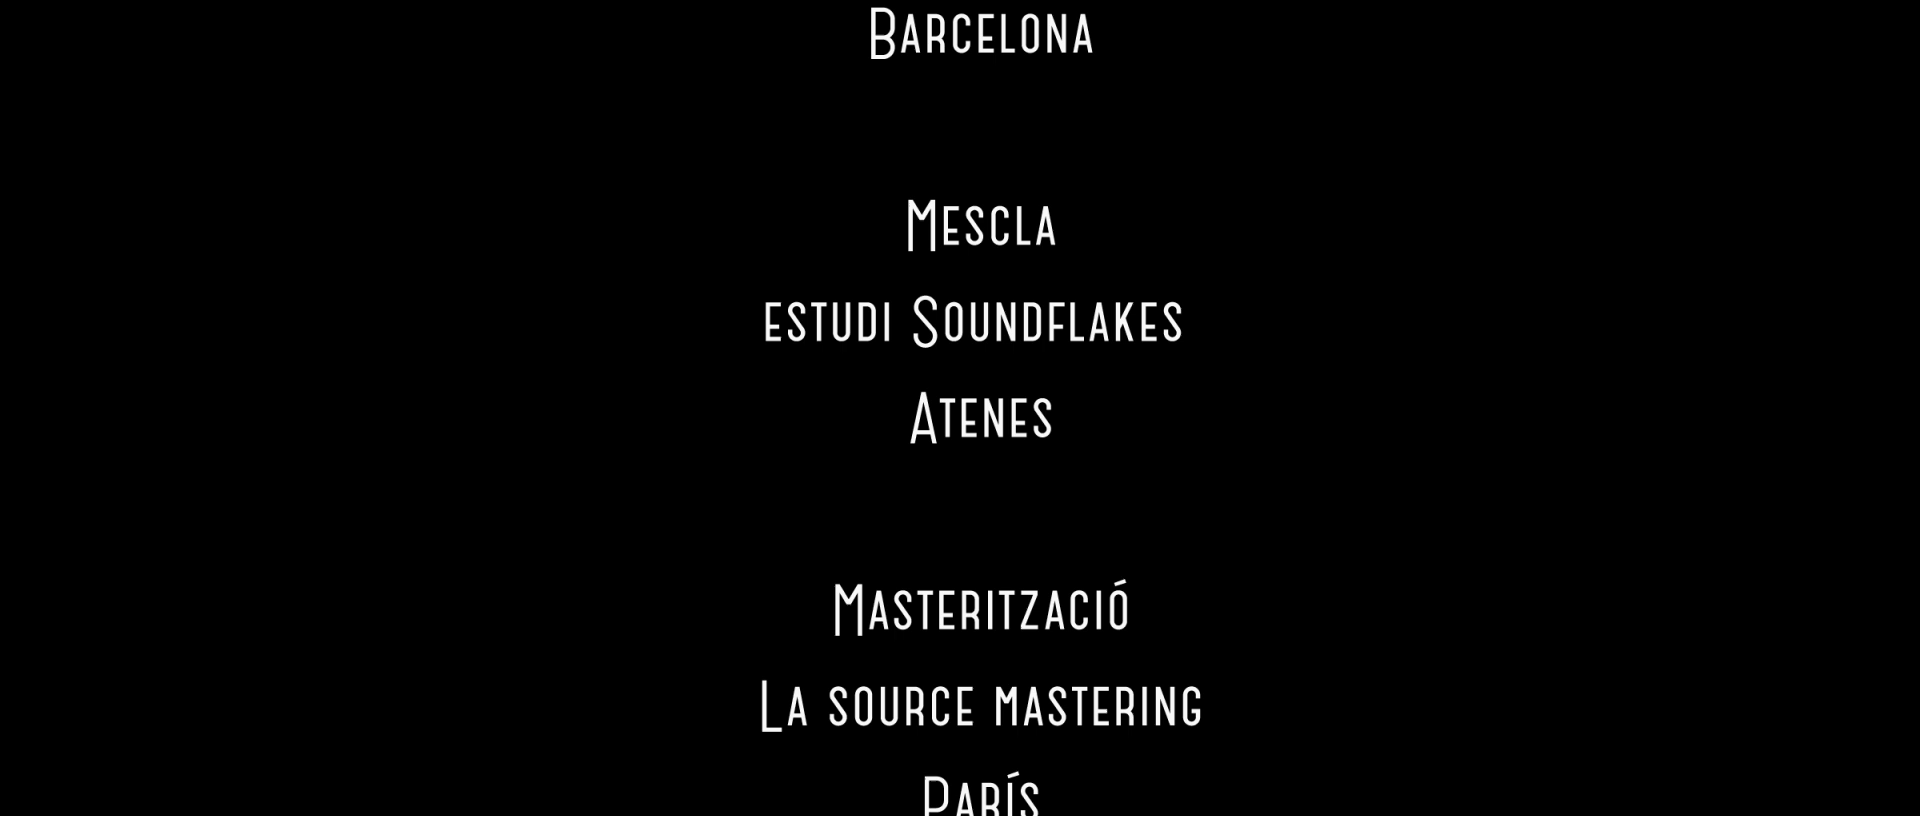 Barcelona
Mescla
estudi Soundflakes
Atenes
Masterització
La source mastering
París